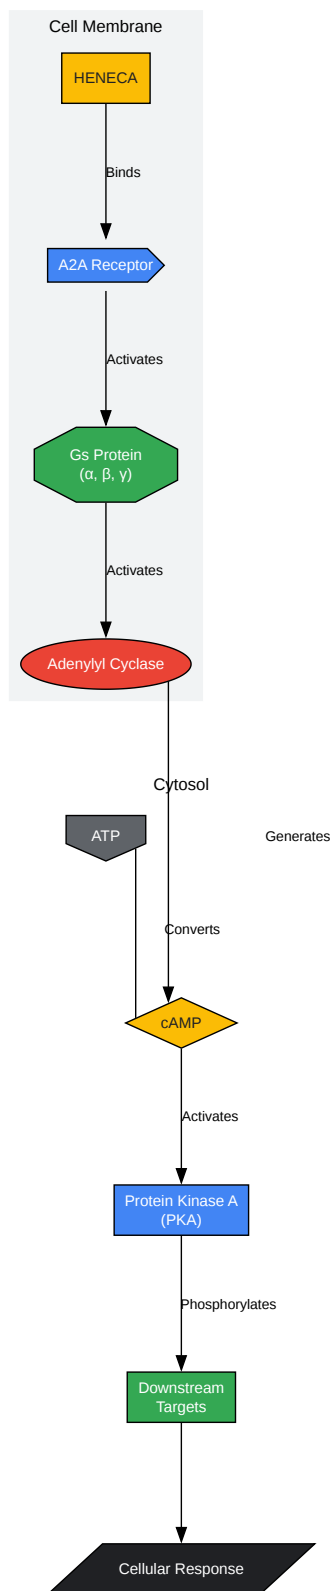 Cell Membrane
HENECA
Binds
A2A Receptor
Activates
Gs Protein
(α, β, γ)
Activates
Adenylyl Cyclase
Cytosol
ATP
Generates
Converts
cAMP
Activates
Protein Kinase A
(PKA)
Phosphorylates
Downstream
Targets
Cellular Response